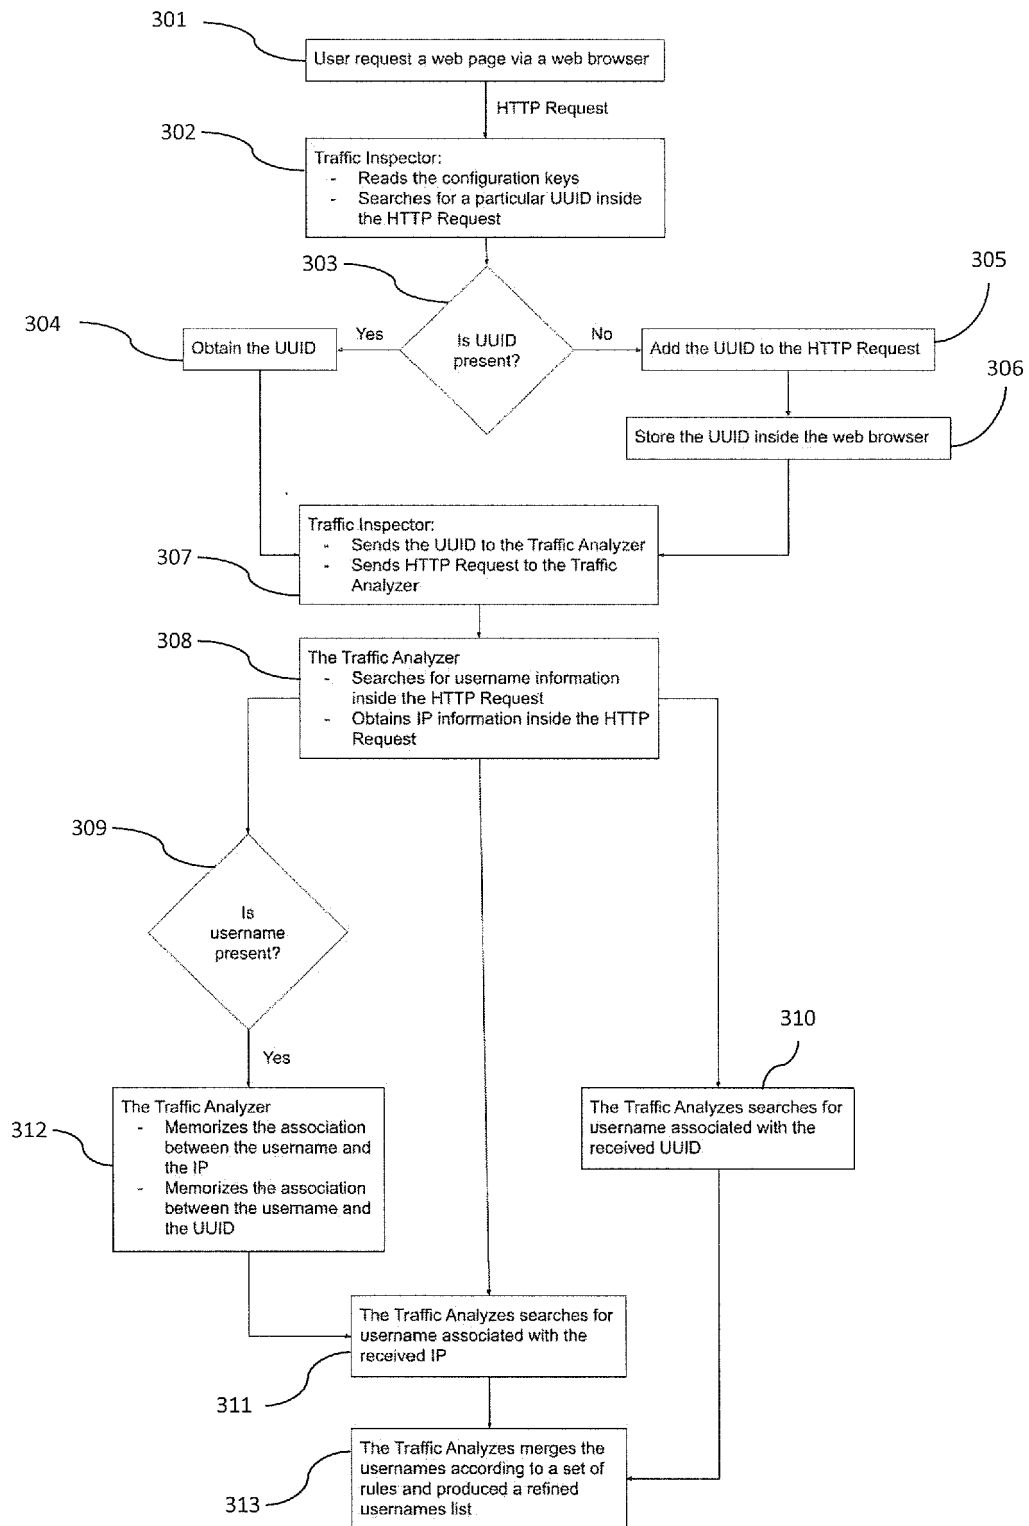 301
User request a web page via a web browser
HTTP Request
302
Traffic Inspector:
- Reads the configuration keys
- Searches for a particular UUID inside
the HTTP Request
303
305
304
Yes
Is UUID
present?
No
Obtain the UUID
Add the UUID to the HTTP Request
306
Store the UUID inside the web browser
Traffic Inspector:
- Sends the UUID to the Traffic Analyzer
- Sends HTTP Request to the Traffic
Analyzer
307
308
The Traffic Analyzer
- Searches for username information
inside the HTTP Request
- Obtains IP information inside the HTTP
Request
309
Is
username
present?
310
Yes
The Traffic Analyzer
- Memorizes the association
between the username and
the IP
- Memorizes the association
between the username and
the UUID
312
The Traffic Analyzes searches for
username associated with the
received UUID
The Traffic Analyzes searches for
username associated with the
received IP
311
The Traffic Analyzes merges the
usernames according to a set of
rules and produced a refined
usernames list
313